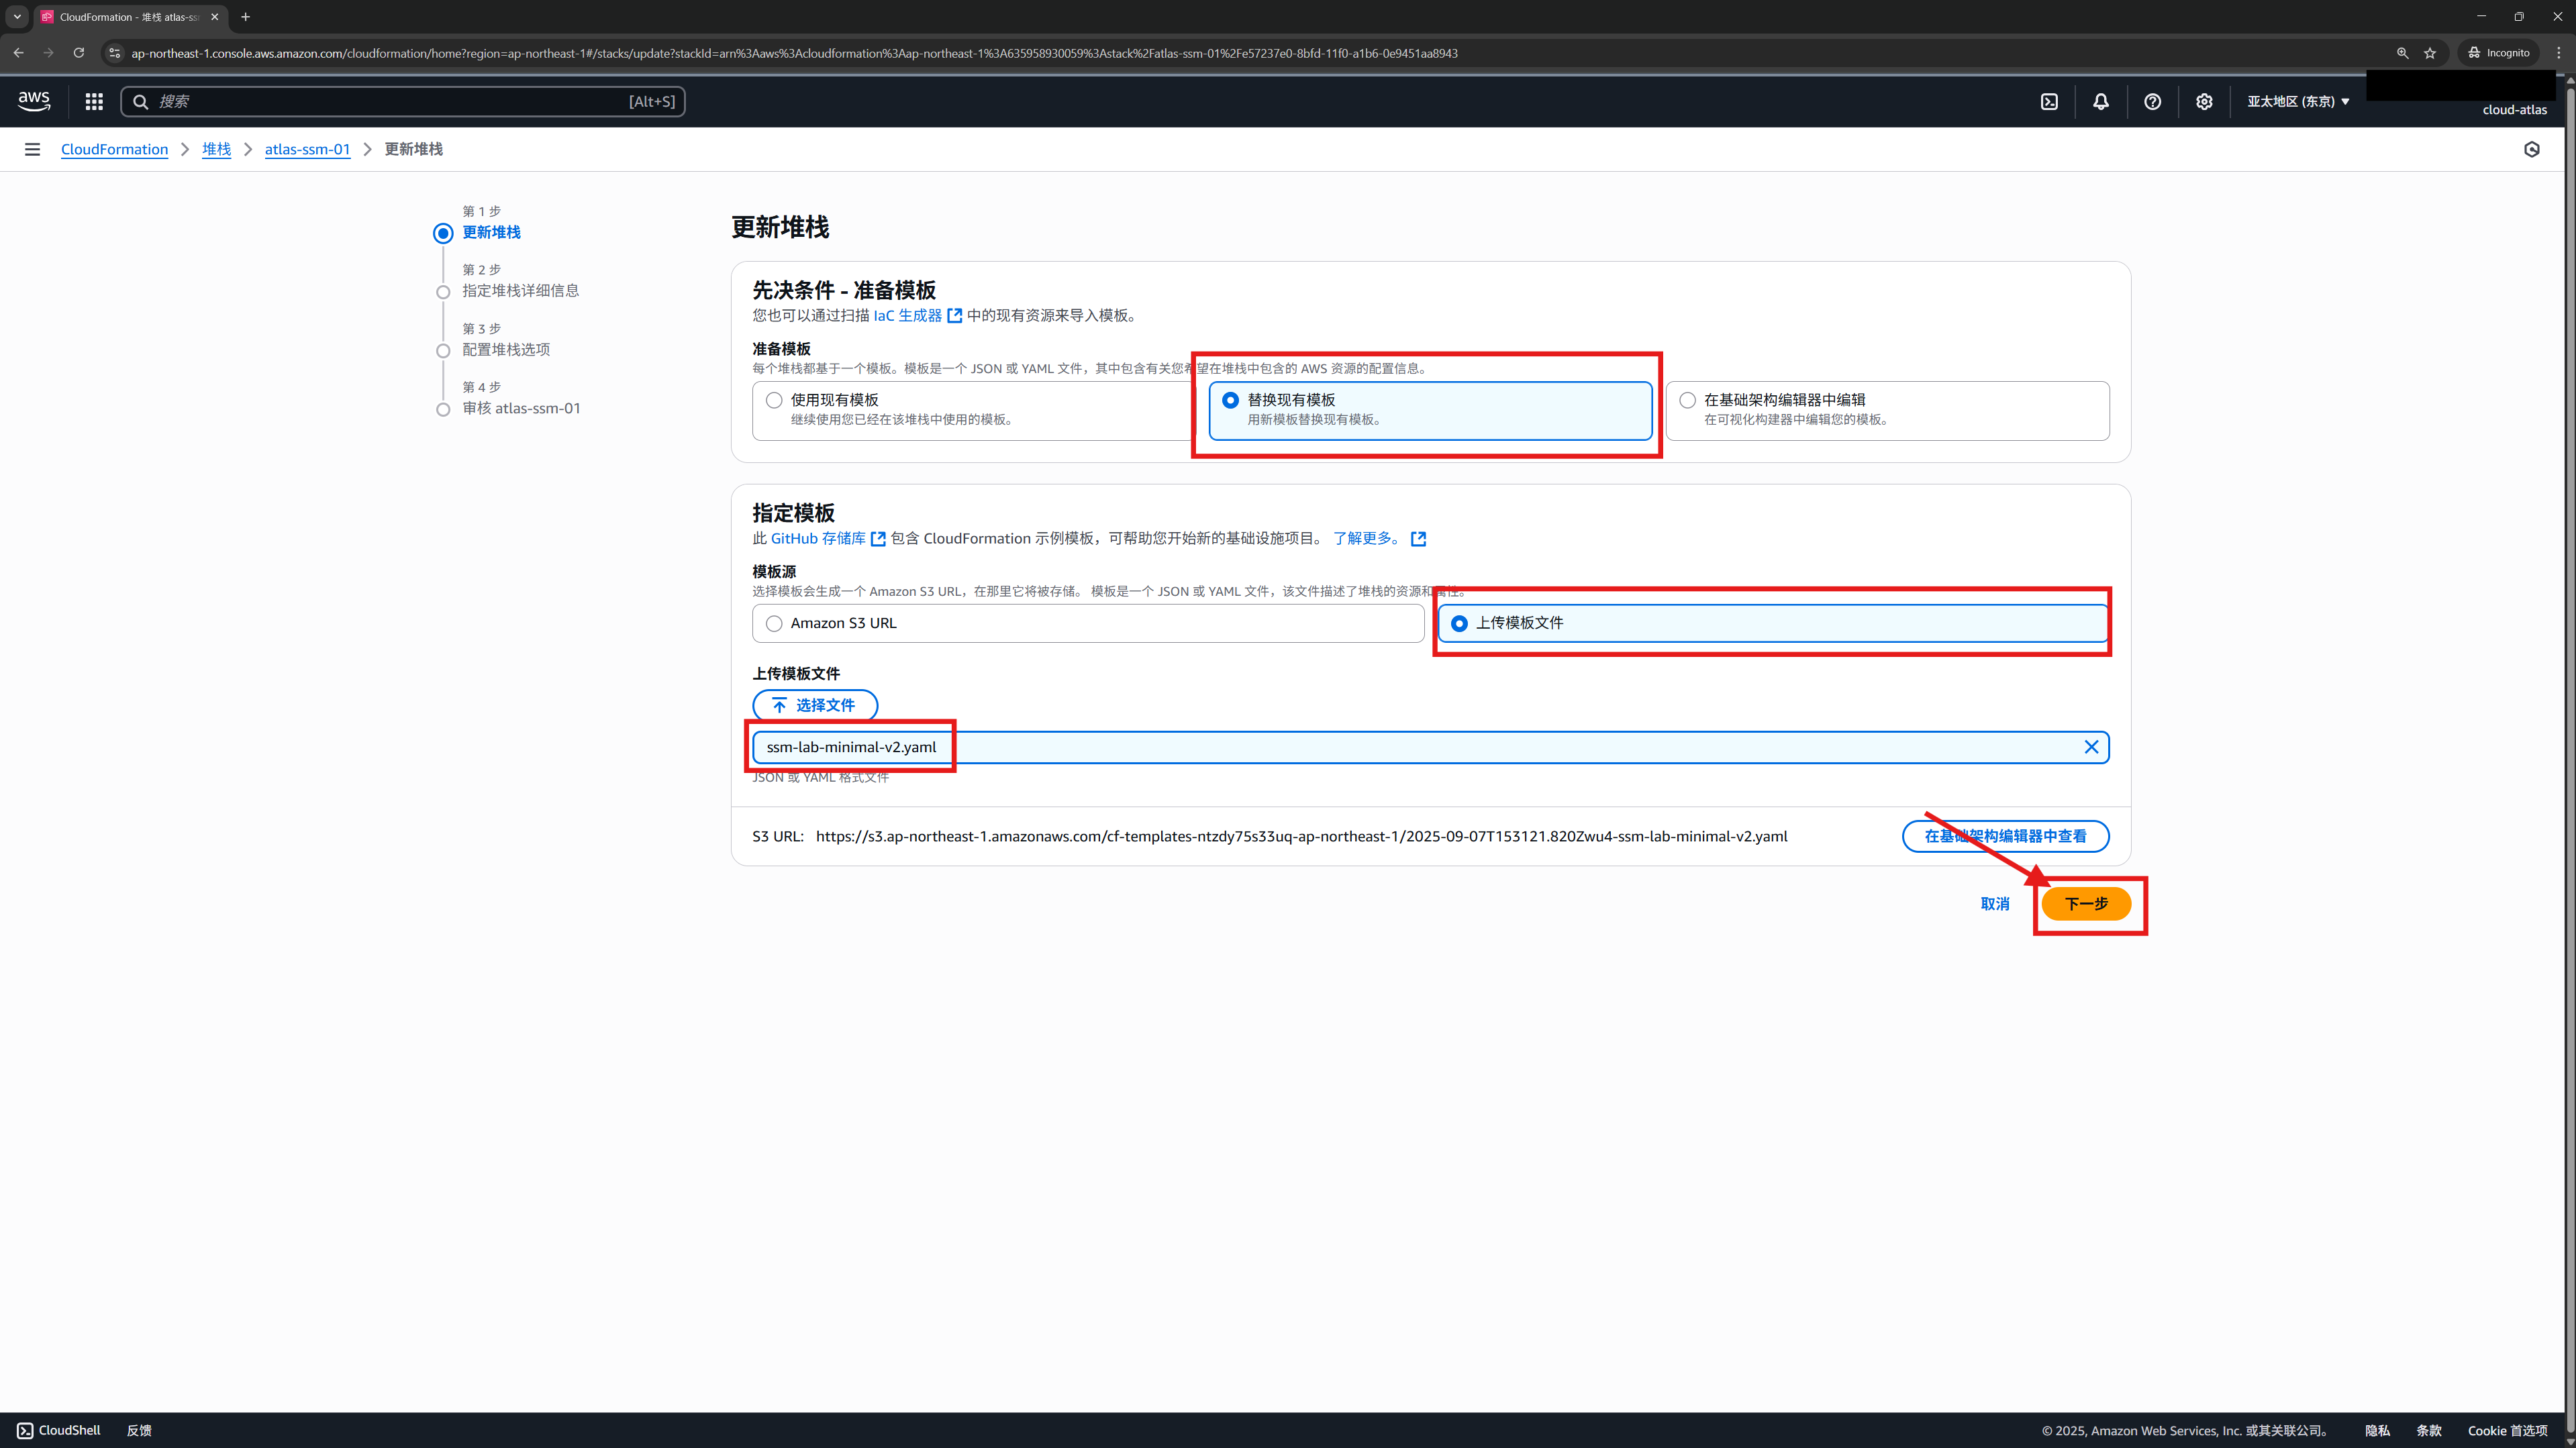 CloudFormation - 堆栈 atlas-ss
ap-northeast-1.console.aws.amazon.com/cloudformation/home?region=ap-northeast-1#/stacks/update?stackId=arn%3Aaws%3Acloudformation%3Aap-northeast-1%3A635958930059%3Astack%2Fatlas-ssm-01%2Fe57237e0-8bfd-11f0-a1b6-0e9451aa8943
Incognito
aws
搜索
[Alt+S]
亚太地区 (东京)
cloud-atlas
CloudFormation
堆栈
atlas-ssm-01
更新堆栈
第 1 步
更新堆栈
第 2 步
指定堆栈详细信息
第 3 步
配置堆栈选项
第 4 步
审核 atlas-ssm-01
更新堆栈
先决条件 - 准备模板
您也可以通过扫描 IaC 生成器 中的现有资源来导入模板。
准备模板
每个堆栈都基于一个模板。模板是一个 JSON 或 YAML 文件，其中包含有关您希望在堆栈中包含的 AWS 资源的配置信息。
使用现有模板
继续使用您已经在该堆栈中使用的模板。
替换现有模板
用新模板替换现有模板。
在基础架构编辑器中编辑
在可视化构建器中编辑您的模板。
指定模板
此 GitHub 存储库 包含 CloudFormation 示例模板，可帮助您开始新的基础设施项目。 了解更多。
模板源
选择模板会生成一个 Amazon S3 URL，在那里它将被存储。 模板是一个 JSON 或 YAML 文件，该文件描述了堆栈的资源和属性。
Amazon S3 URL
上传模板文件
上传模板文件
选择文件
ssm-lab-minimal-v2.yaml
JSON 或 YAML 格式文件
S3 URL: https://s3.ap-northeast-1.amazonaws.com/cf-templates-ntzdy75s33uq-ap-northeast-1/2025-09-07T153121.820Zwu4-ssm-lab-minimal-v2.yaml
在基础架构编辑器中查看
取消
下一步
CloudShell
反馈
© 2025, Amazon Web Services, Inc. 或其关联公司。
隐私
条款
Cookie 首选项